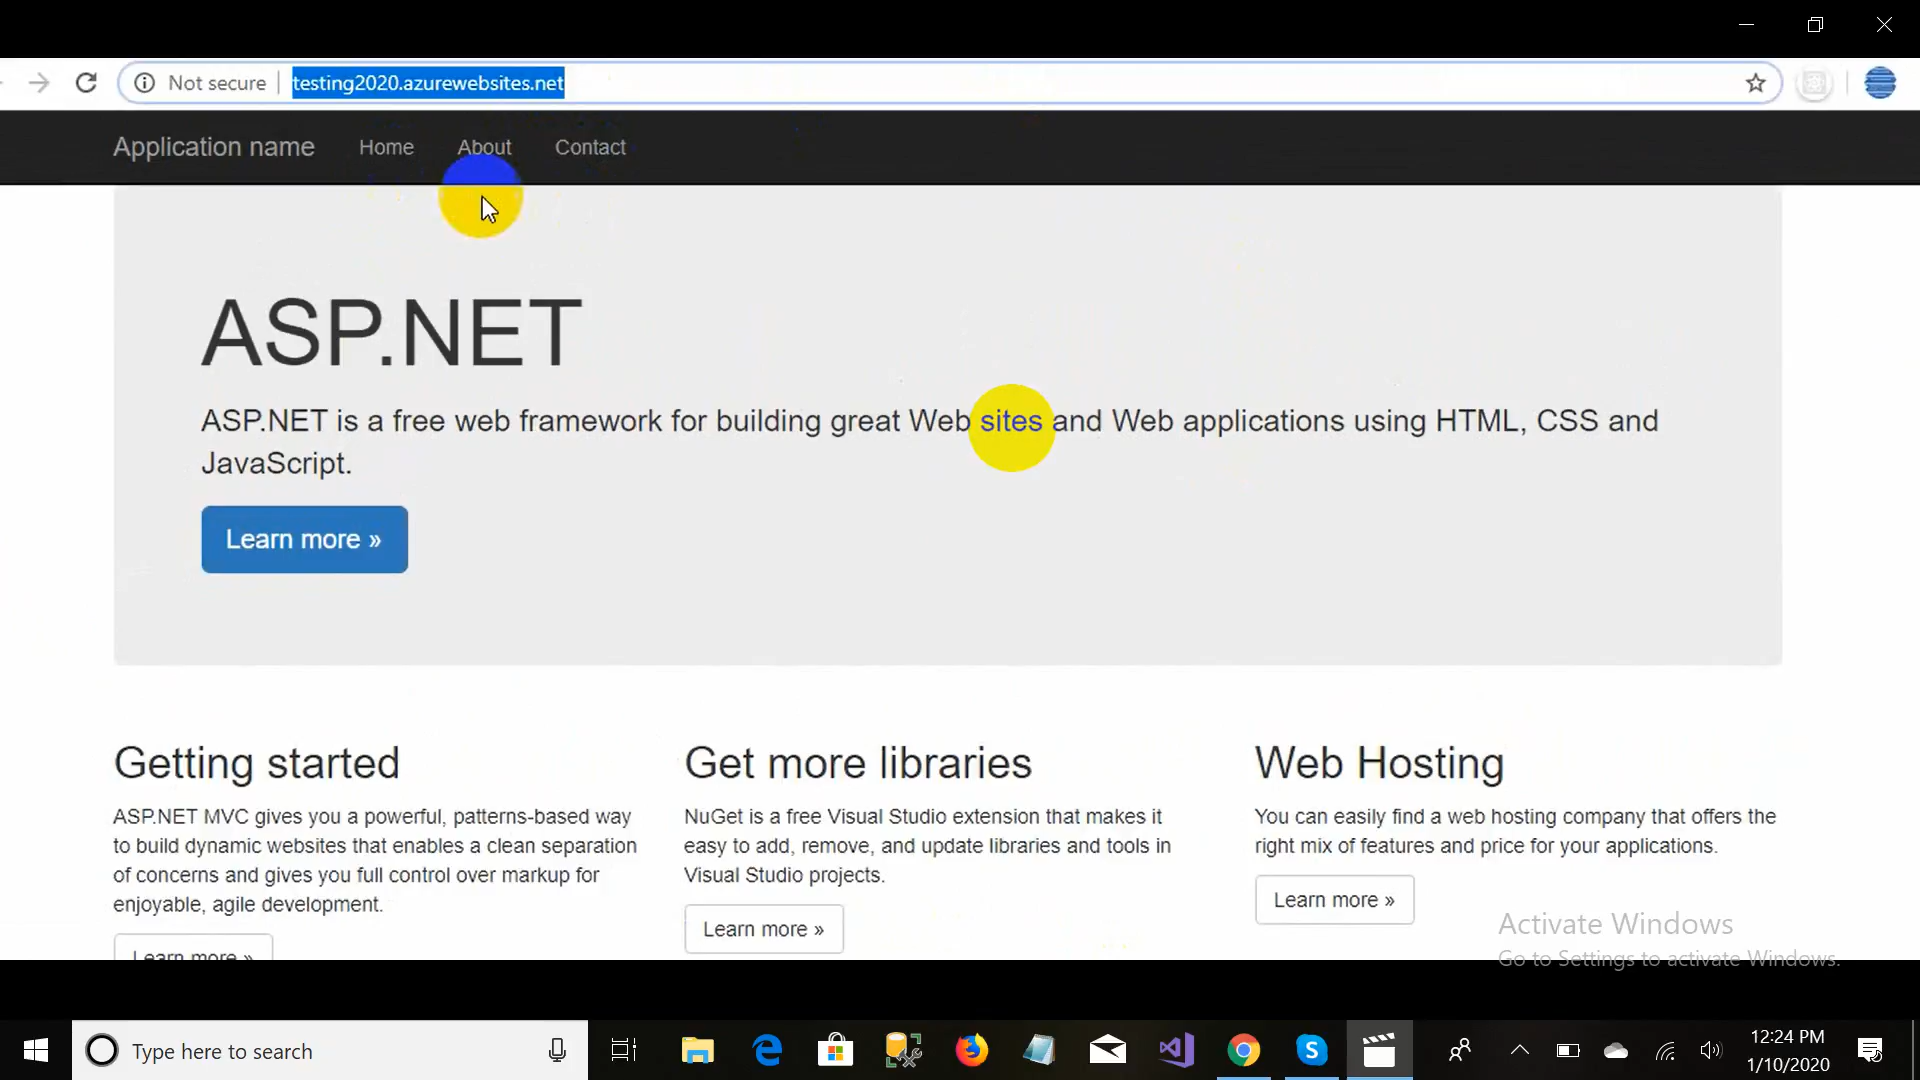 Not secure
testing2020.azurewebsites.net
Application name
Home
About
Contact
ASP.NET
ASP.NET is a free web framework for building great Web sites and Web applications using HTML, CSS and
JavaScript.
Learn more »
Getting started
ASP.NET MVC gives you a powerful, patterns-based way
to build dynamic websites that enables a clean separation
of concerns and gives you full control over markup for
enjoyable, agile development.
Learn more »
Get more libraries
NuGet is a free Visual Studio extension that makes it
easy to add, remove, and update libraries and tools in
Visual Studio projects.
Learn more »
Web Hosting
You can easily find a web hosting company that offers the
right mix of features and price for your applications.
Learn more »
Activate Windows
Go to Settings to activate Windows.
Type here to search
12:24 PM
1/10/2020